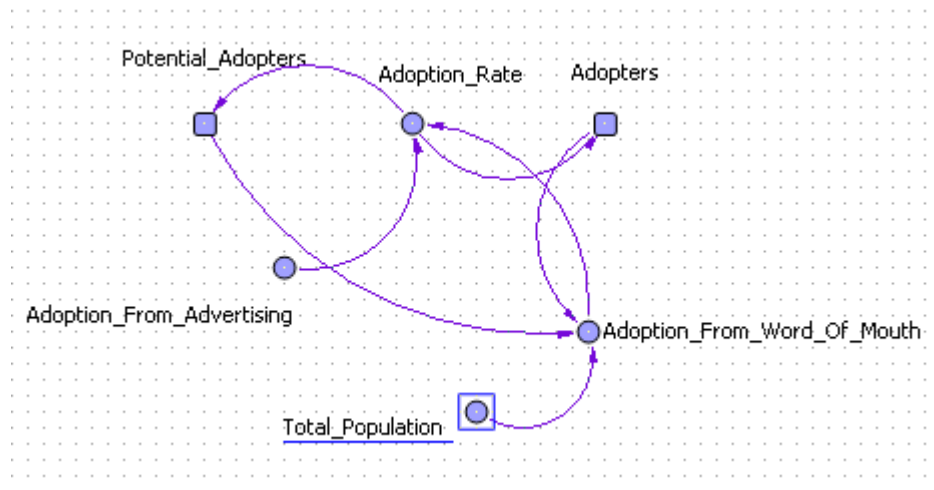 Potential_Adopters
Adoption_Rate
Adopters
Adoption_From_Advertising
Adoption_From_Word_Of_Mouth
Total_Population